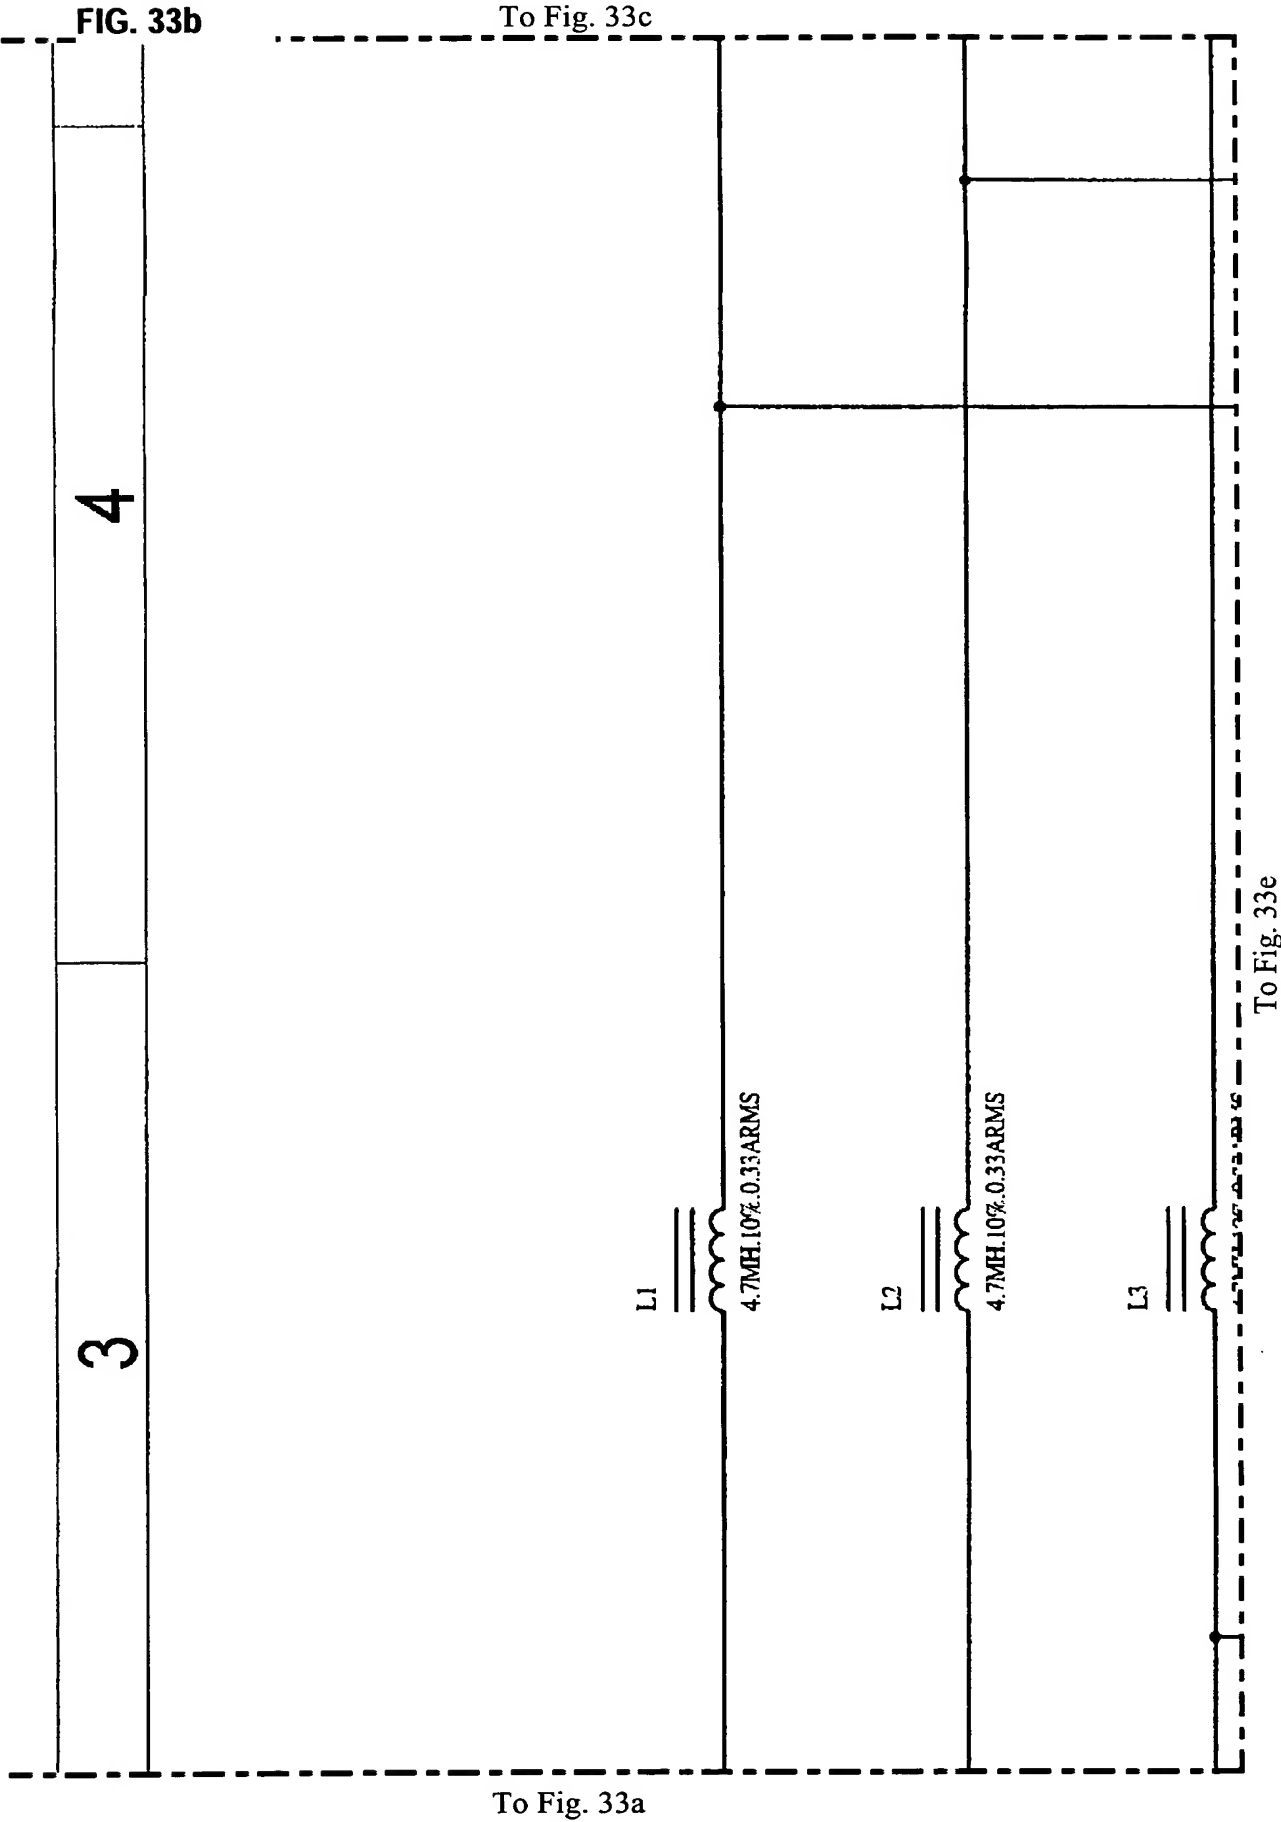 FIG. 33b
To Fig. 33c
4
3
L1
4.7MH.10%.0.33ARMS
L2
4.7MH.10%.0.33ARMS
L3
To Fig. 33e
To Fig. 33a